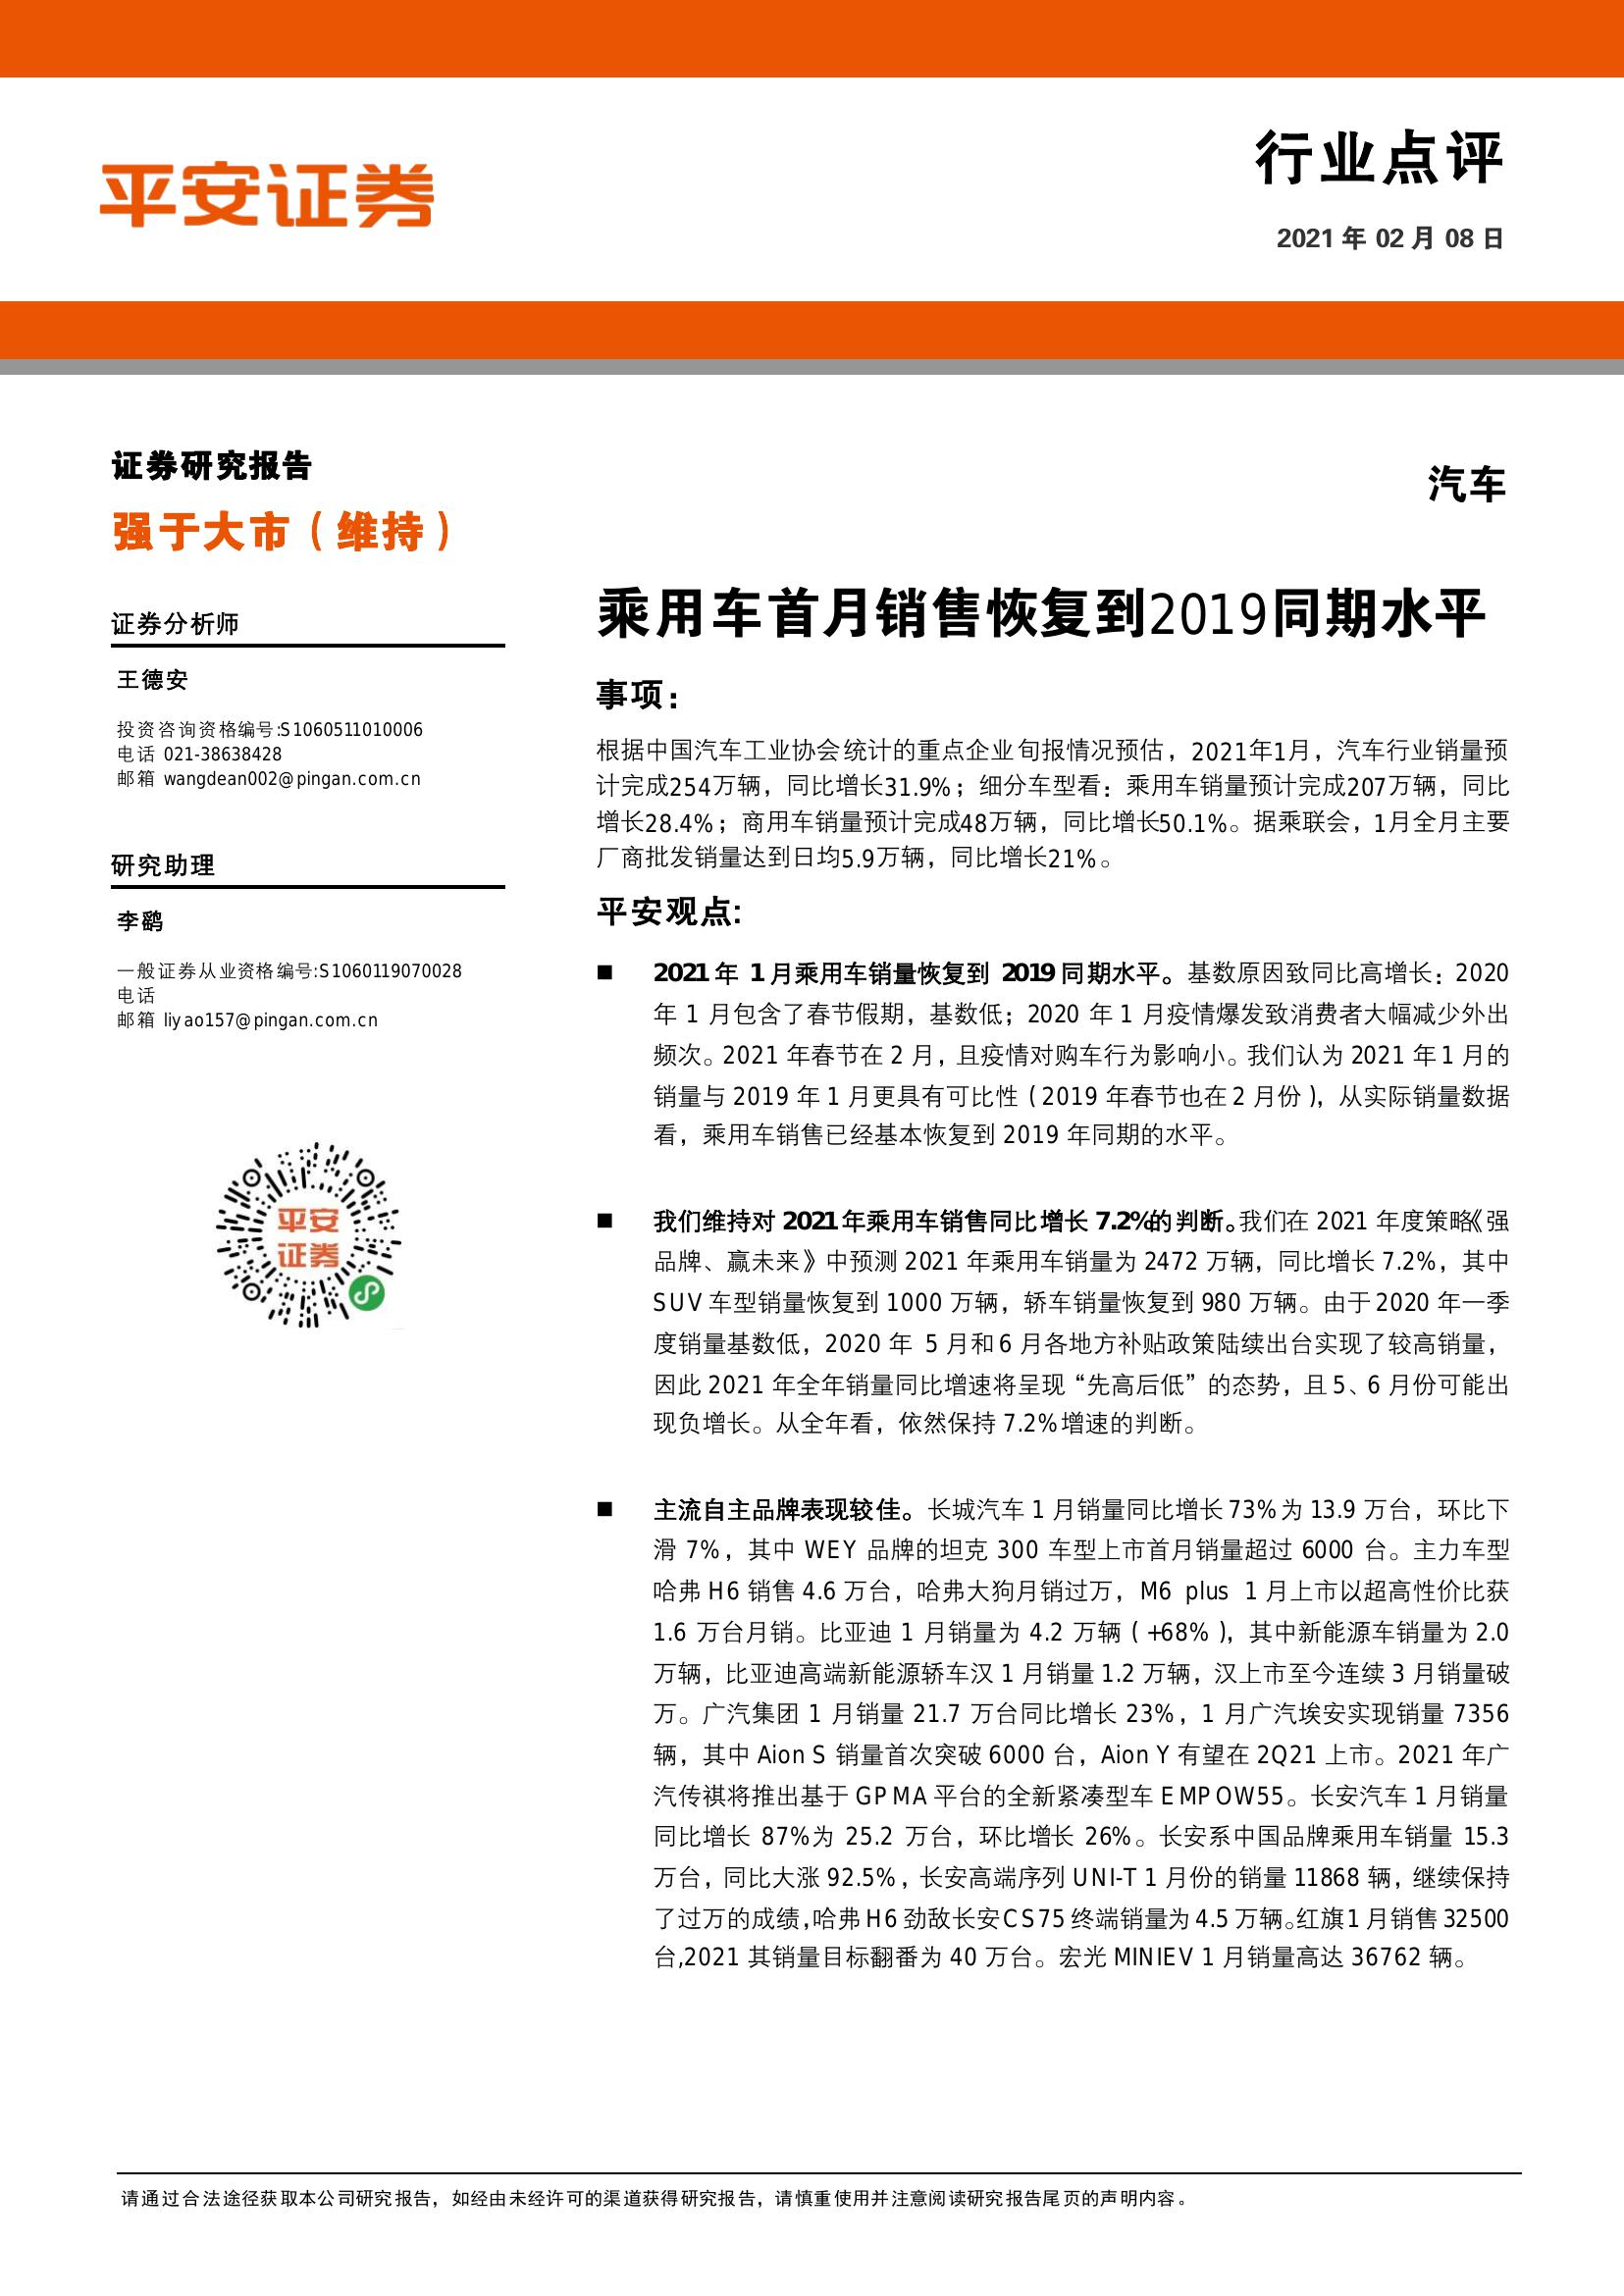 平安证券
行业点评
2021 年 02 月 08 日
证券研究报告
强于大市（维持）
证券分析师
王德安
投资咨询资格编号:S1060511010006
电话 021-38638428
邮箱 wangdean002@pingan.com.cn
研究助理
李鹞
一般证券从业资格编号:S1060119070028
电话
邮箱 liyao157@pingan.com.cn
平安
证券
汽车
乘用车首月销售恢复到2019同期水平
事项：
根据中国汽车工业协会统计的重点企业旬报情况预估，2021年1月，汽车行业销量预
计完成254万辆，同比增长31.9%；细分车型看：乘用车销量预计完成207万辆，同比
增长28.4%；商用车销量预计完成48万辆，同比增长50.1%。据乘联会，1月全月主要
厂商批发销量达到日均5.9万辆，同比增长21%。
平安观点:
■ 2021 年 1 月乘用车销量恢复到 2019 同期水平。基数原因致同比高增长：2020
年 1 月包含了春节假期，基数低；2020 年 1 月疫情爆发致消费者大幅减少外出
频次。2021 年春节在 2 月，且疫情对购车行为影响小。我们认为 2021 年 1 月的
销量与 2019 年 1 月更具有可比性（2019 年春节也在 2 月份），从实际销量数据
看，乘用车销售已经基本恢复到 2019 年同期的水平。
■ 我们维持对 2021 年乘用车销售同比增长 7.2%的判断。我们在 2021 年度策略《强
品牌、赢未来》中预测 2021 年乘用车销量为 2472 万辆，同比增长 7.2%，其中
SUV 车型销量恢复到 1000 万辆，轿车销量恢复到 980 万辆。由于 2020 年一季
度销量基数低，2020 年 5 月和 6 月各地方补贴政策陆续出台实现了较高销量，
因此 2021 年全年销量同比增速将呈现“先高后低”的态势，且 5、6 月份可能出
现负增长。从全年看，依然保持 7.2%增速的判断。
■ 主流自主品牌表现较佳。长城汽车 1 月销量同比增长 73%为 13.9 万台，环比下
滑 7%，其中 WEY 品牌的坦克 300 车型上市首月销量超过 6000 台。主力车型
哈弗 H6 销售 4.6 万台，哈弗大狗月销过万，M6 plus 1 月上市以超高性价比获
1.6 万台月销。比亚迪 1 月销量为 4.2 万辆（+68%），其中新能源车销量为 2.0
万辆，比亚迪高端新能源轿车汉 1 月销量 1.2 万辆，汉上市至今连续 3 月销量破
万。广汽集团 1 月销量 21.7 万台同比增长 23%，1 月广汽埃安实现销量 7356
辆，其中 Aion S 销量首次突破 6000 台，Aion Y 有望在 2Q21 上市。2021 年广
汽传祺将推出基于 GPMA 平台的全新紧凑型车 EMPOW55。长安汽车 1 月销量
同比增长 87%为 25.2 万台，环比增长 26%。长安系中国品牌乘用车销量 15.3
万台，同比大涨 92.5%，长安高端序列 UNI-T 1 月份的销量 11868 辆，继续保持
了过万的成绩，哈弗 H6 劲敌长安 CS75 终端销量为 4.5 万辆。红旗 1 月销售 32500
台,2021 其销量目标翻番为 40 万台。宏光 MINIEV 1 月销量高达 36762 辆。
请通过合法途径获取本公司研究报告，如经由未经许可的渠道获得研究报告，请慎重使用并注意阅读研究报告尾页的声明内容。